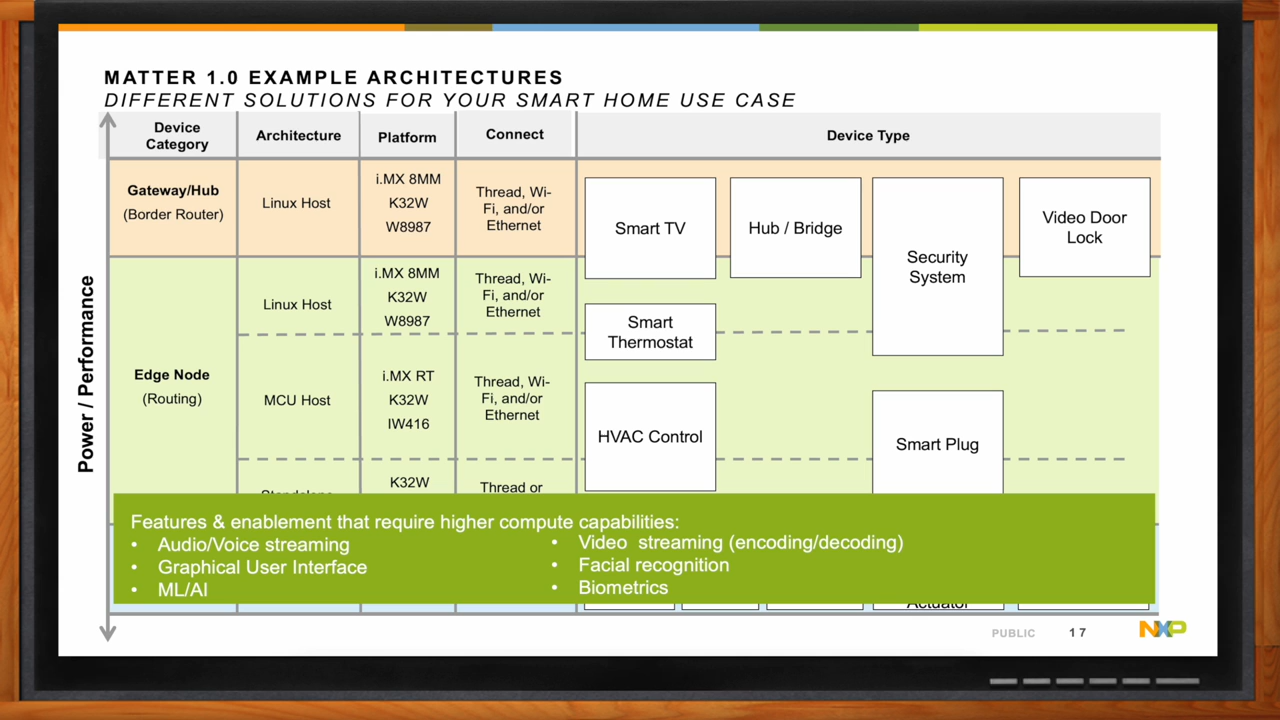 MATTER 1.0 EXAMPLE ARCHITECTURES
DIFFERENT SOLUTIONS FOR YOUR SMART HOME USE CASE
Device
Category
Architecture
Platform
Connect
Device Type
Power / Performance
Gateway/Hub
(Border Router)
Linux Host
i.MX 8MM
K32W
W8987
Thread, Wi-
Fi, and/or
Ethernet
Smart TV
Hub / Bridge
Security
System
Video Door
Lock
Edge Node
(Routing)
Linux Host
i.MX 8MM
K32W
W8987
Thread, Wi-
Fi, and/or
Ethernet
Smart
Thermostat
MCU Host
i.MX RT
K32W
IW416
Thread, Wi-
Fi, and/or
Ethernet
HVAC Control
Smart Plug
K32W
Thread or
Features & enablement that require higher compute capabilities:
• Audio/Voice streaming
• Graphical User Interface
• ML/AI
• Video streaming (encoding/decoding)
• Facial recognition
• Biometrics
Actuator
PUBLIC
17
NXP